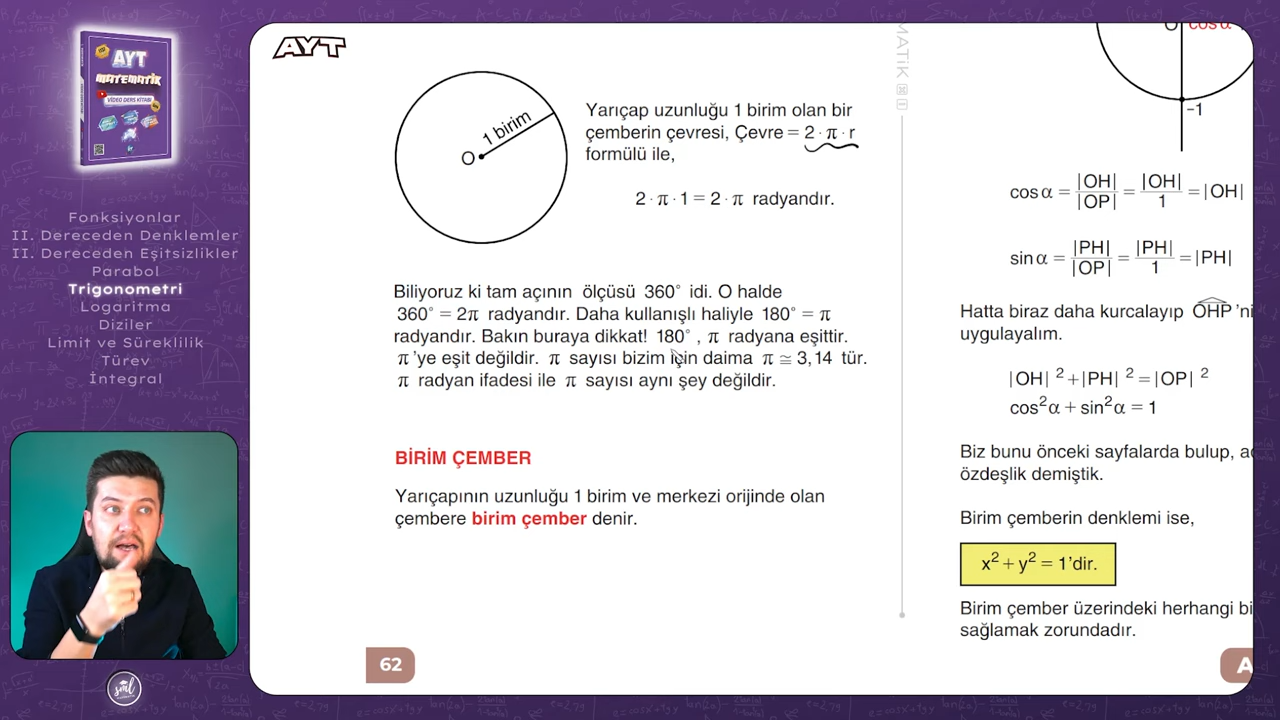 AYT
AYT
MATEMATİK
VİDEO DERS KİTABI
Fonksiyonlar
II. Dereceden Denklemler
II. Dereceden Eşitsizlikler
Parabol
Trigonometri
Logaritma
Diziler
Limit ve Süreklilik
Türev
İntegral
sml
O 1 birim
Yarıçap uzunluğu 1 birim olan bir
çemberin çevresi, Çevre = 2 · π · r
formülü ile,
2 · π · 1 = 2 · π radyandır.
Biliyoruz ki tam açının ölçüsü 360° idi. O halde
360° = 2π radyandır. Daha kullanışlı haliyle 180° = π
radyandır. Bakın buraya dikkat! 180° , π radyana eşittir.
π 'ye eşit değildir. π sayısı bizim için daima π ≅ 3,14 tür.
π radyan ifadesi ile π sayısı aynı şey değildir.
BİRİM ÇEMBER
Yarıçapının uzunluğu 1 birim ve merkezi orijinde olan
çembere birim çember denir.
62
MATİK
O cosα
−1
cos α = |OH| / |OP| = |OH| / 1 = |OH|
sin α = |PH| / |OP| = |PH| / 1 = |PH|
Hatta biraz daha kurcalayıp OHP 'ni
uygulayalım.
|OH| ² + |PH| ² = |OP| ²
cos²α + sin²α = 1
Biz bunu önceki sayfalarda bulup, a
özdeşlik demiştik.
Birim çemberin denklemi ise,
x² + y² = 1'dir.
Birim çember üzerindeki herhangi bi
sağlamak zorundadır.
A